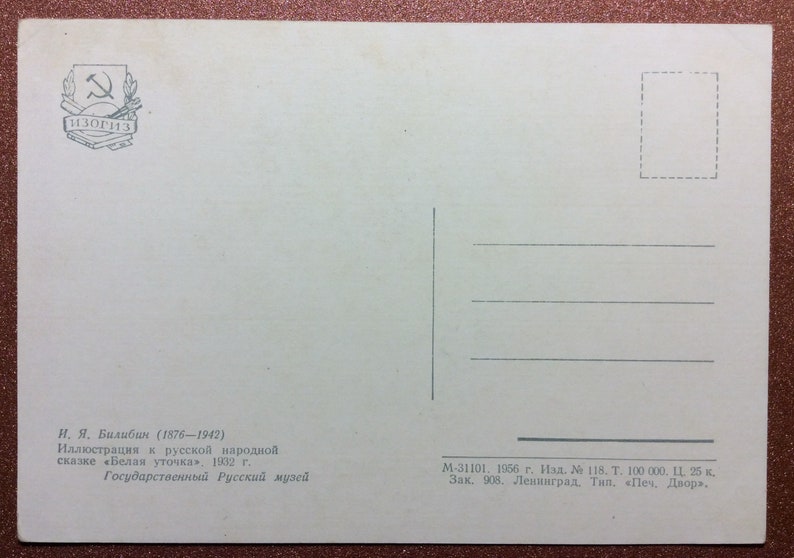 ИЗОГИЗ
И. Я. Билибин (1876—1942)
Иллюстрация к русской народной
сказке «Белая уточка». 1932 г.
Государственный Русский музей
М-31101. 1956 г. Изд. № 118. Т. 100 000. Ц. 25 к.
Зак. 908. Ленинград. Тип. «Печ. Двор».